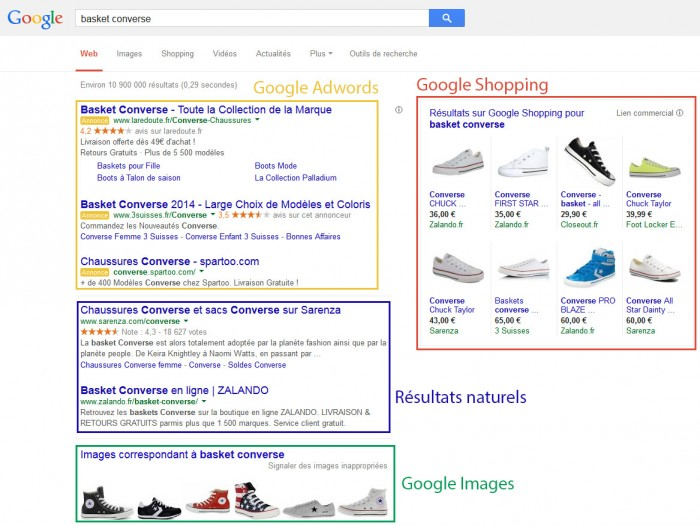 Google
basket converse
Web Images Shopping Vidéos Actualités Plus Outils de recherche
Environ 10 900 000 résultats (0,29 secondes)
Google Adwords
Basket Converse - Toute la Collection de la Marque
Annonce www.laredoute.fr/Converse-Chaussures
4,2 ★★★★★ avis sur laredoute.fr
Livraison offerte dès 49€ d'achat !
Retours Gratuits · Plus de 5 500 modèles
Baskets pour Fille Boots Mode
Boots à Talon de saison La Collection Palladium
Basket Converse 2014 - Large Choix de Modèles et Coloris
Annonce www.3suisses.fr/Converse 3,5 ★★★★★ avis sur cet annonceur
Commandez les Nouveautés Converse.
Converse Femme 3 Suisses - Converse Enfant 3 Suisses - Bonnes Affaires
Chaussures Converse - spartoo.com
Annonce converse.spartoo.com/
+ de 400 Modèles Converse chez Spartoo. Livraison Gratuite !
Google Shopping
Résultats sur Google Shopping pour
basket converse
Lien commercial
Converse
CHUCK ...
36,00 €
Zalando.fr
Converse
FIRST STAR ...
35,00 €
Zalando.fr
Converse -
basket - all ...
29,90 €
Closeout.fr
Converse
Chuck Taylor
39,99 €
Foot Locker E...
Converse
Chuck Taylor
43,00 €
Sarenza
Baskets
converse ...
65,00 €
3 Suisses
Converse PRO
BLAZE ...
60,00 €
Zalando.fr
Converse All
Star Dainty ...
60,00 €
Sarenza
Chaussures Converse et sacs Converse sur Sarenza
www.sarenza.com/converse
★★★★★ Note : 4,3 - 18 627 votes
La basket Converse est alors totalement adoptée par la planète fashion ainsi que par la
planète people. De Keira Knightley à Naomi Watts, en passant par ...
Chaussures Converse femme - Converse - Soldes Converse
Basket Converse en ligne | ZALANDO
www.zalando.fr/basket-converse/
Retrouvez les baskets Converse sur la boutique en ligne ZALANDO. LIVRAISON &
RETOURS GRATUITS parmis plus que 1 500 marques. Service client gratuit.
Résultats naturels
Images correspondant à basket converse
Signaler des images inappropriées
Google Images